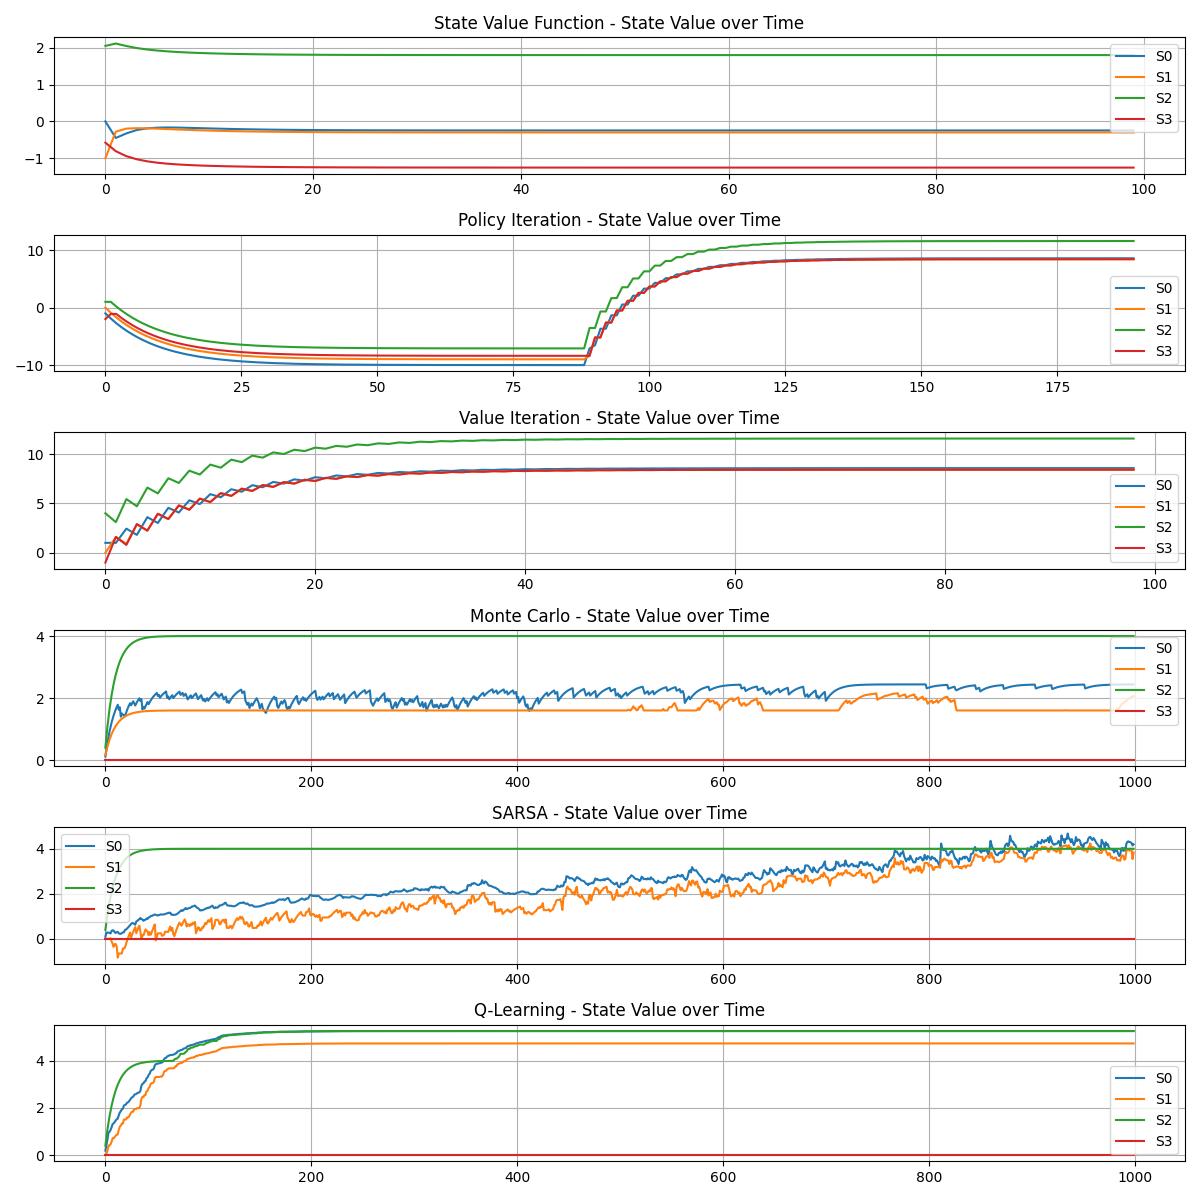 State Value Function - State Value over Time
2
1
0
−1
S0
S1
S2
S3
0 20 40 60 80 100
Policy Iteration - State Value over Time
10
0
−10
S0
S1
S2
S3
0 25 50 75 100 125 150 175
Value Iteration - State Value over Time
10
5
0
S0
S1
S2
S3
0 20 40 60 80 100
Monte Carlo - State Value over Time
4
2
0
S0
S1
S2
S3
0 200 400 600 800 1000
SARSA - State Value over Time
4
2
0
S0
S1
S2
S3
0 200 400 600 800 1000
Q-Learning - State Value over Time
4
2
0
S0
S1
S2
S3
0 200 400 600 800 1000